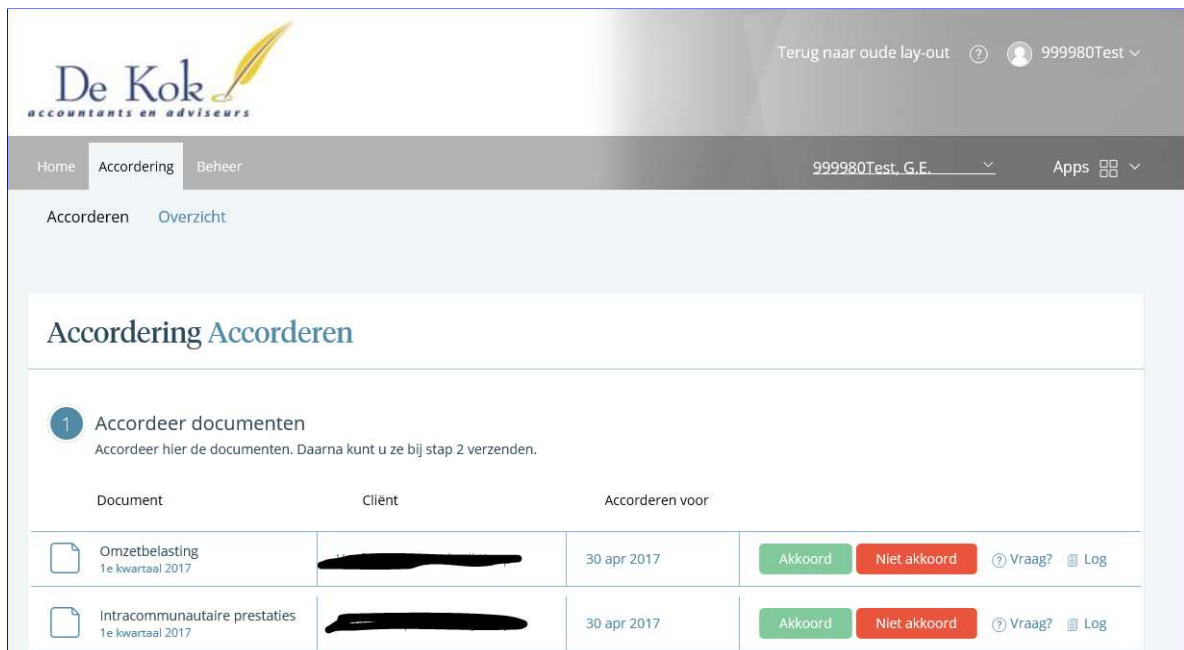 De Kok
accountants en adviseurs
Terug naar oude lay-out ? 999980Test
Home Accordering Beheer 999980Test, G.E. Apps
Accorderen Overzicht
Accordering Accorderen
1 Accordeer documenten
Accordeer hier de documenten. Daarna kunt u ze bij stap 2 verzenden.
Document Cliënt Accorderen voor
Omzetbelasting
1e kwartaal 2017
30 apr 2017 Akkoord Niet akkoord ? Vraag? Log
Intracommunautaire prestaties
1e kwartaal 2017
30 apr 2017 Akkoord Niet akkoord ? Vraag? Log